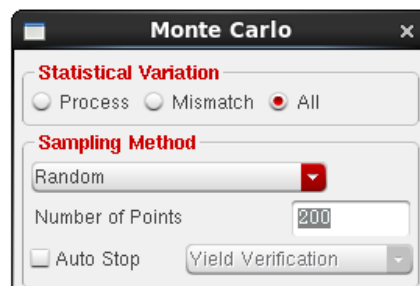 Monte Carlo
Statistical Variation
Process Mismatch All
Sampling Method
Random
Number of Points 200
Auto Stop Yield Verification